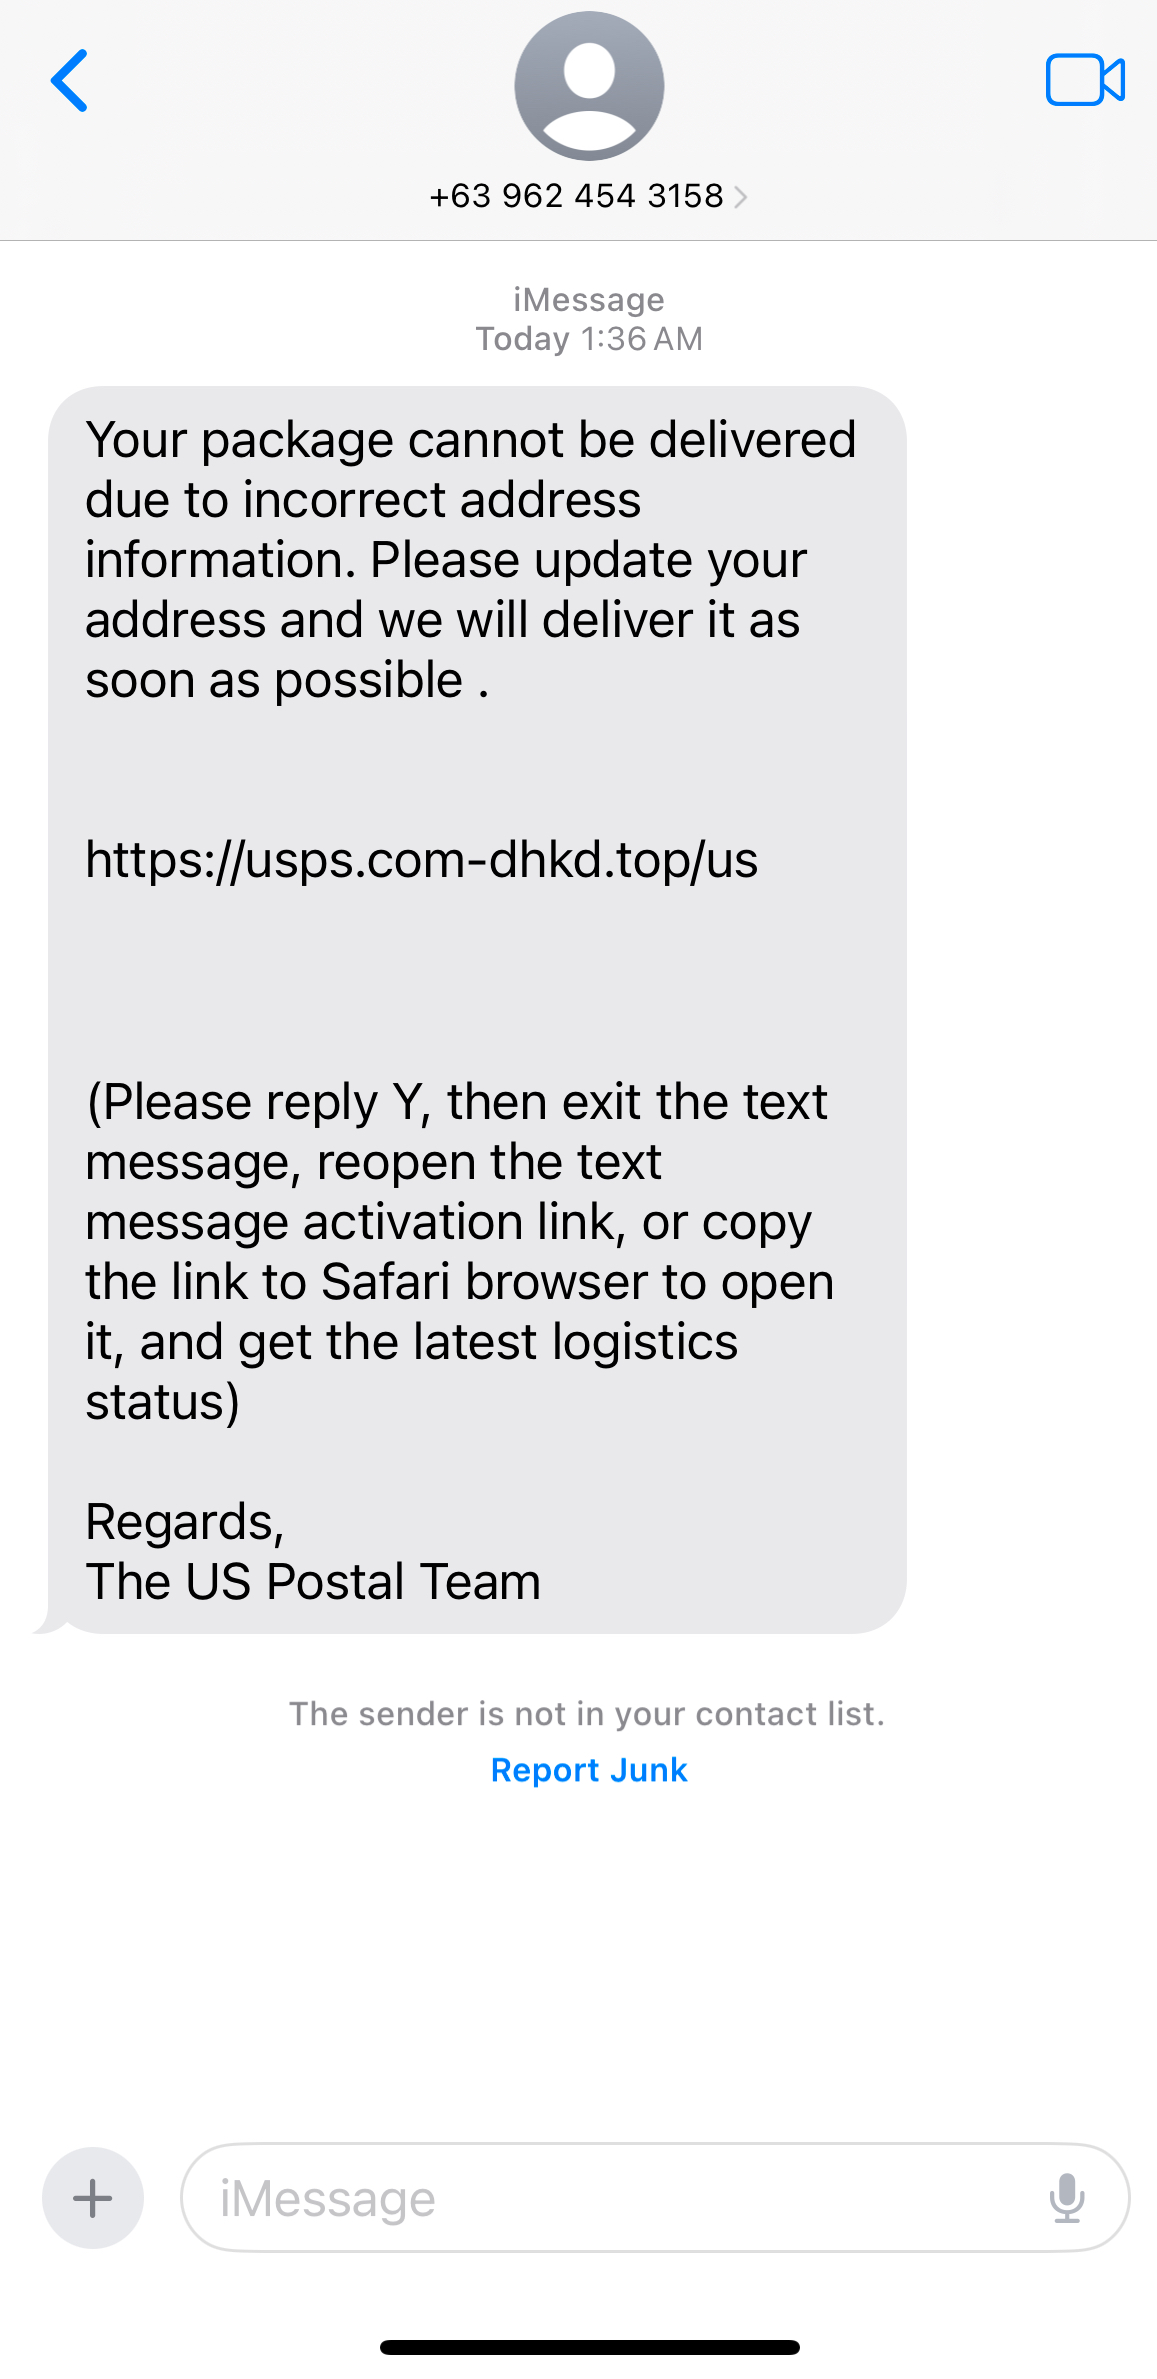 +63 962 454 3158
iMessage
Today 1:36 AM
Your package cannot be delivered
due to incorrect address
information. Please update your
address and we will deliver it as
soon as possible .
https://usps.com-dhkd.top/us
(Please reply Y, then exit the text
message, reopen the text
message activation link, or copy
the link to Safari browser to open
it, and get the latest logistics
status)
Regards,
The US Postal Team
The sender is not in your contact list.
Report Junk
iMessage